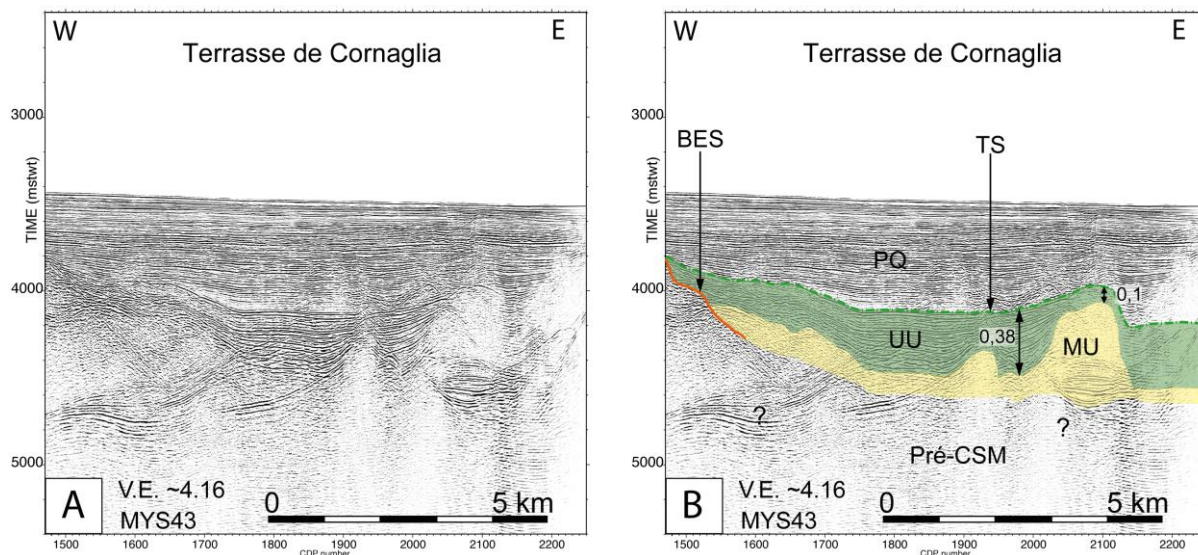 W E
Terrasse de Cornaglia
3000
TIME (mstwt)
4000
5000
A
V.E. ~4.16
MYS43
0 5 km
1500 1600 1700 1800 1900 2000 2100 2200
CDP number
W E
Terrasse de Cornaglia
3000
BES TS
TIME (mstwt)
PQ
4000
0,1
UU 0,38 MU
? ?
Pré-CSM
5000
B
V.E. ~4.16
MYS43
0 5 km
1500 1600 1700 1800 1900 2000 2100 2200
CDP number